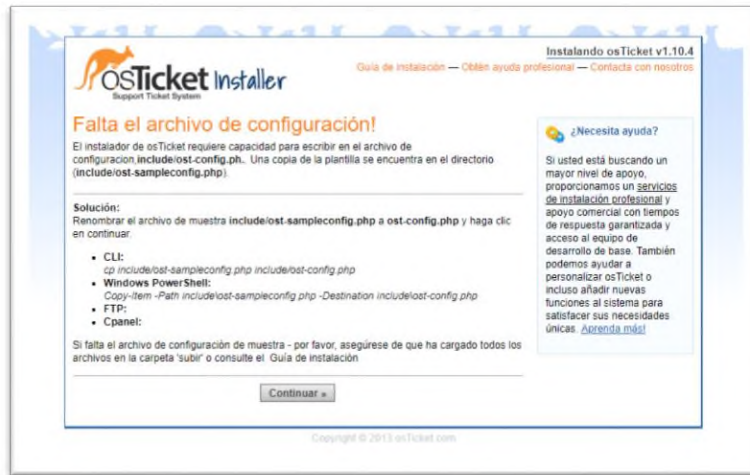 osTicket Installer
Support Ticket System
Instalando osTicket v1.10.4
Guía de instalación — Obtén ayuda profesional — Contacta con nosotros
Falta el archivo de configuración!
El instalador de osTicket requiere capacidad para escribir en el archivo de
configuracion,include/ost-config.ph.. Una copia de la plantilla se encuentra en el directorio
(include/ost-sampleconfig.php).
Solución:
Renombrar el archivo de muestra include/ost-sampleconfig.php a ost-config.php y haga clic
en continuar.
• CLI:
cp include/ost-sampleconfig.php include/ost-config.php
• Windows PowerShell:
Copy-Item -Path include\ost-sampleconfig.php -Destination include\ost-config.php
• FTP:
• Cpanel:
Si falta el archivo de configuración de muestra - por favor, asegúrese de que ha cargado todos los
archivos en la carpeta 'subir' o consulte el Guía de instalación
Continuar »
¿Necesita ayuda?
Si usted está buscando un
mayor nivel de apoyo,
proporcionamos un servicios
de instalación profesional y
apoyo comercial con tiempos
de respuesta garantizada y
acceso al equipo de
desarrollo de base. También
podemos ayudar a
personalizar osTicket o
incluso añadir nuevas
funciones al sistema para
satisfacer sus necesidades
únicas. Aprenda más!
Copyright © 2013 osTicket.com